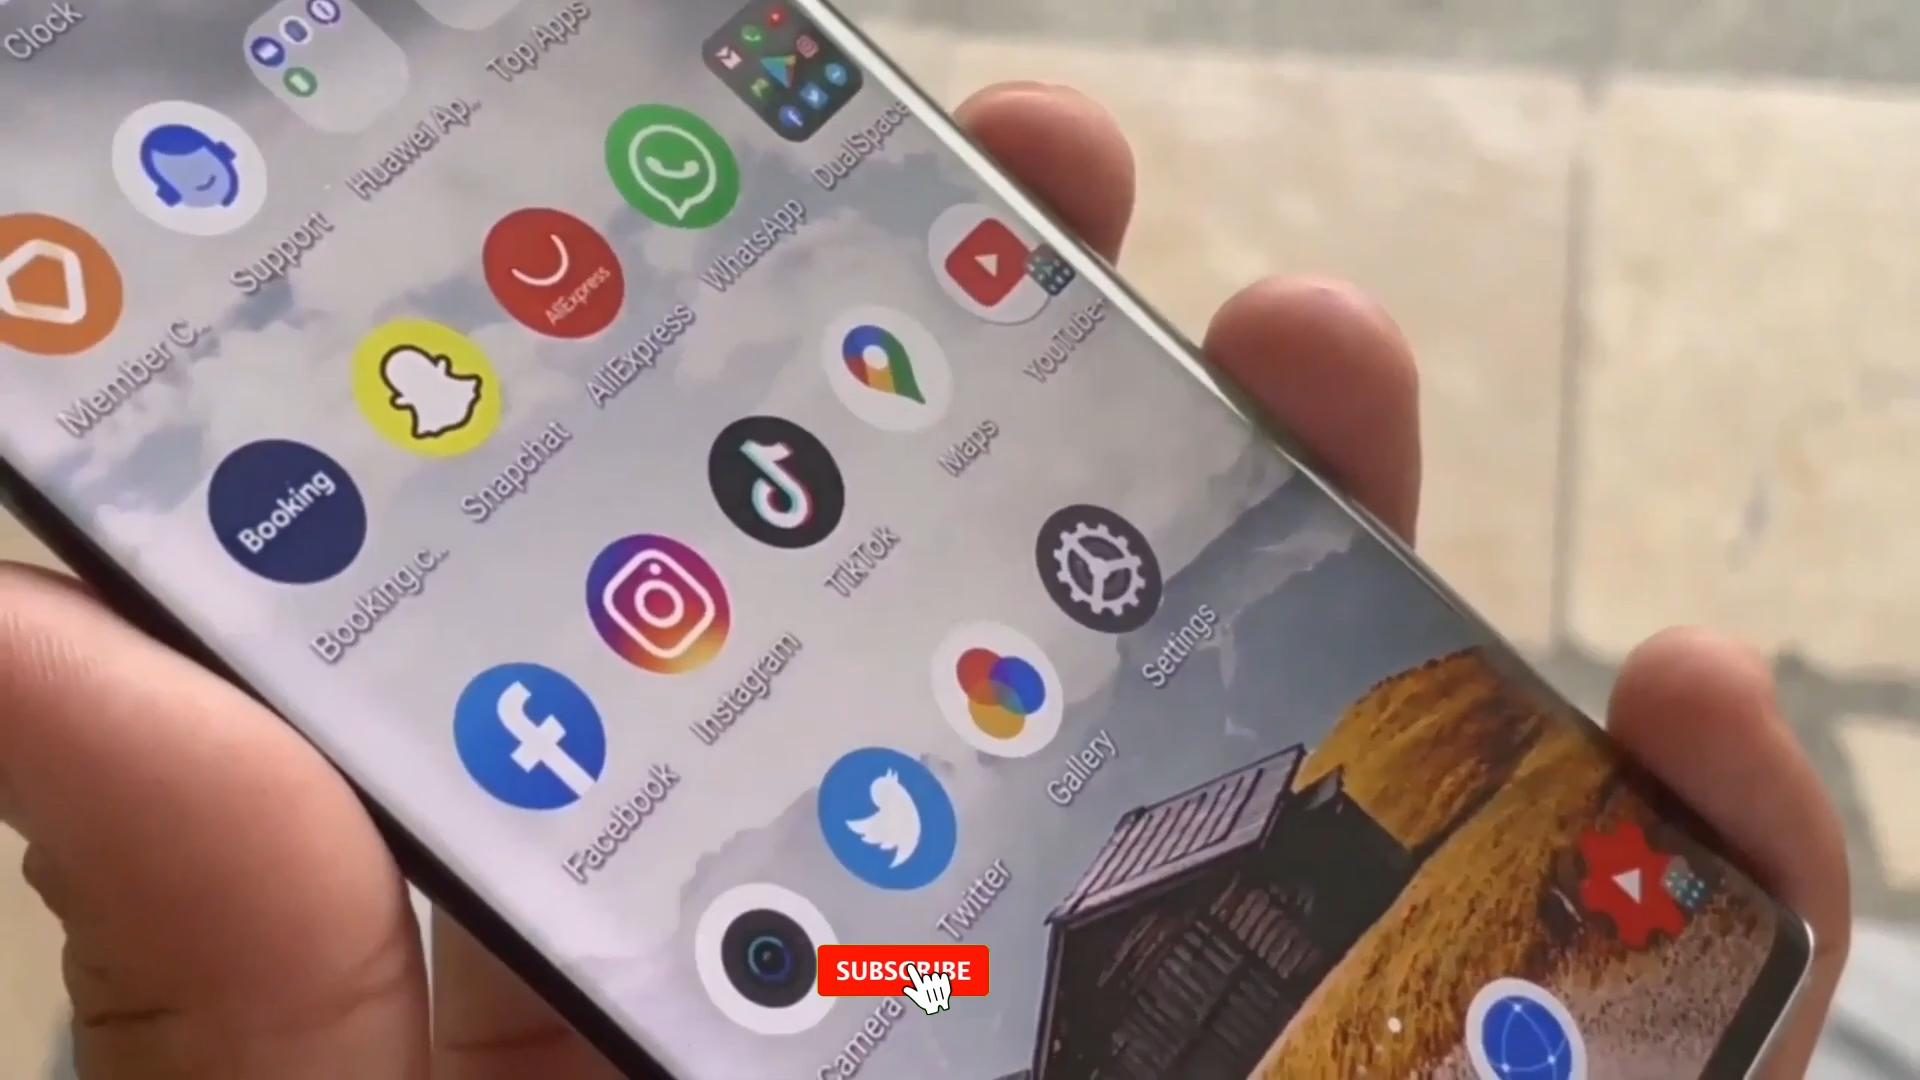 Clock
Huawei Ap..
Top Apps
Member C..
Support
AliExpress
AliExpress
WhatsApp
DualSpace
Booking
Booking.c..
Snapchat
TikTok
Maps
YouTube+
Facebook
Instagram
Gallery
Settings
Camera
Twitter
SUBSCRIBE